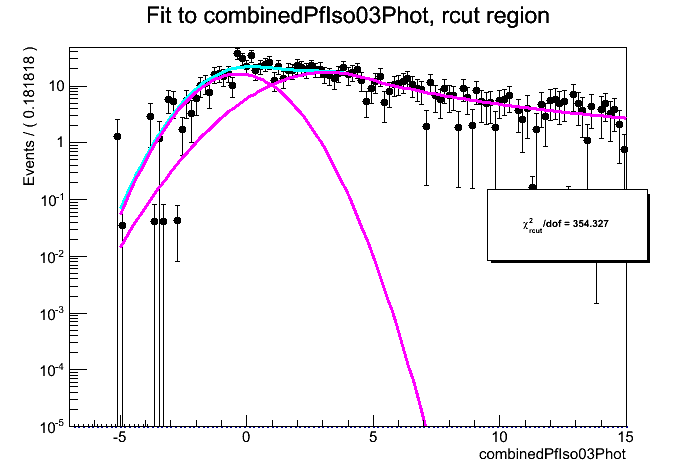 Fit to combinedPfIso03Phot, rcut region
Events / ( 0.181818 )
10
1
10^-1
10^-2
10^-3
10^-4
10^-5
χ²rcut/dof = 354.327
-5 0 5 10 15
combinedPfIso03Phot